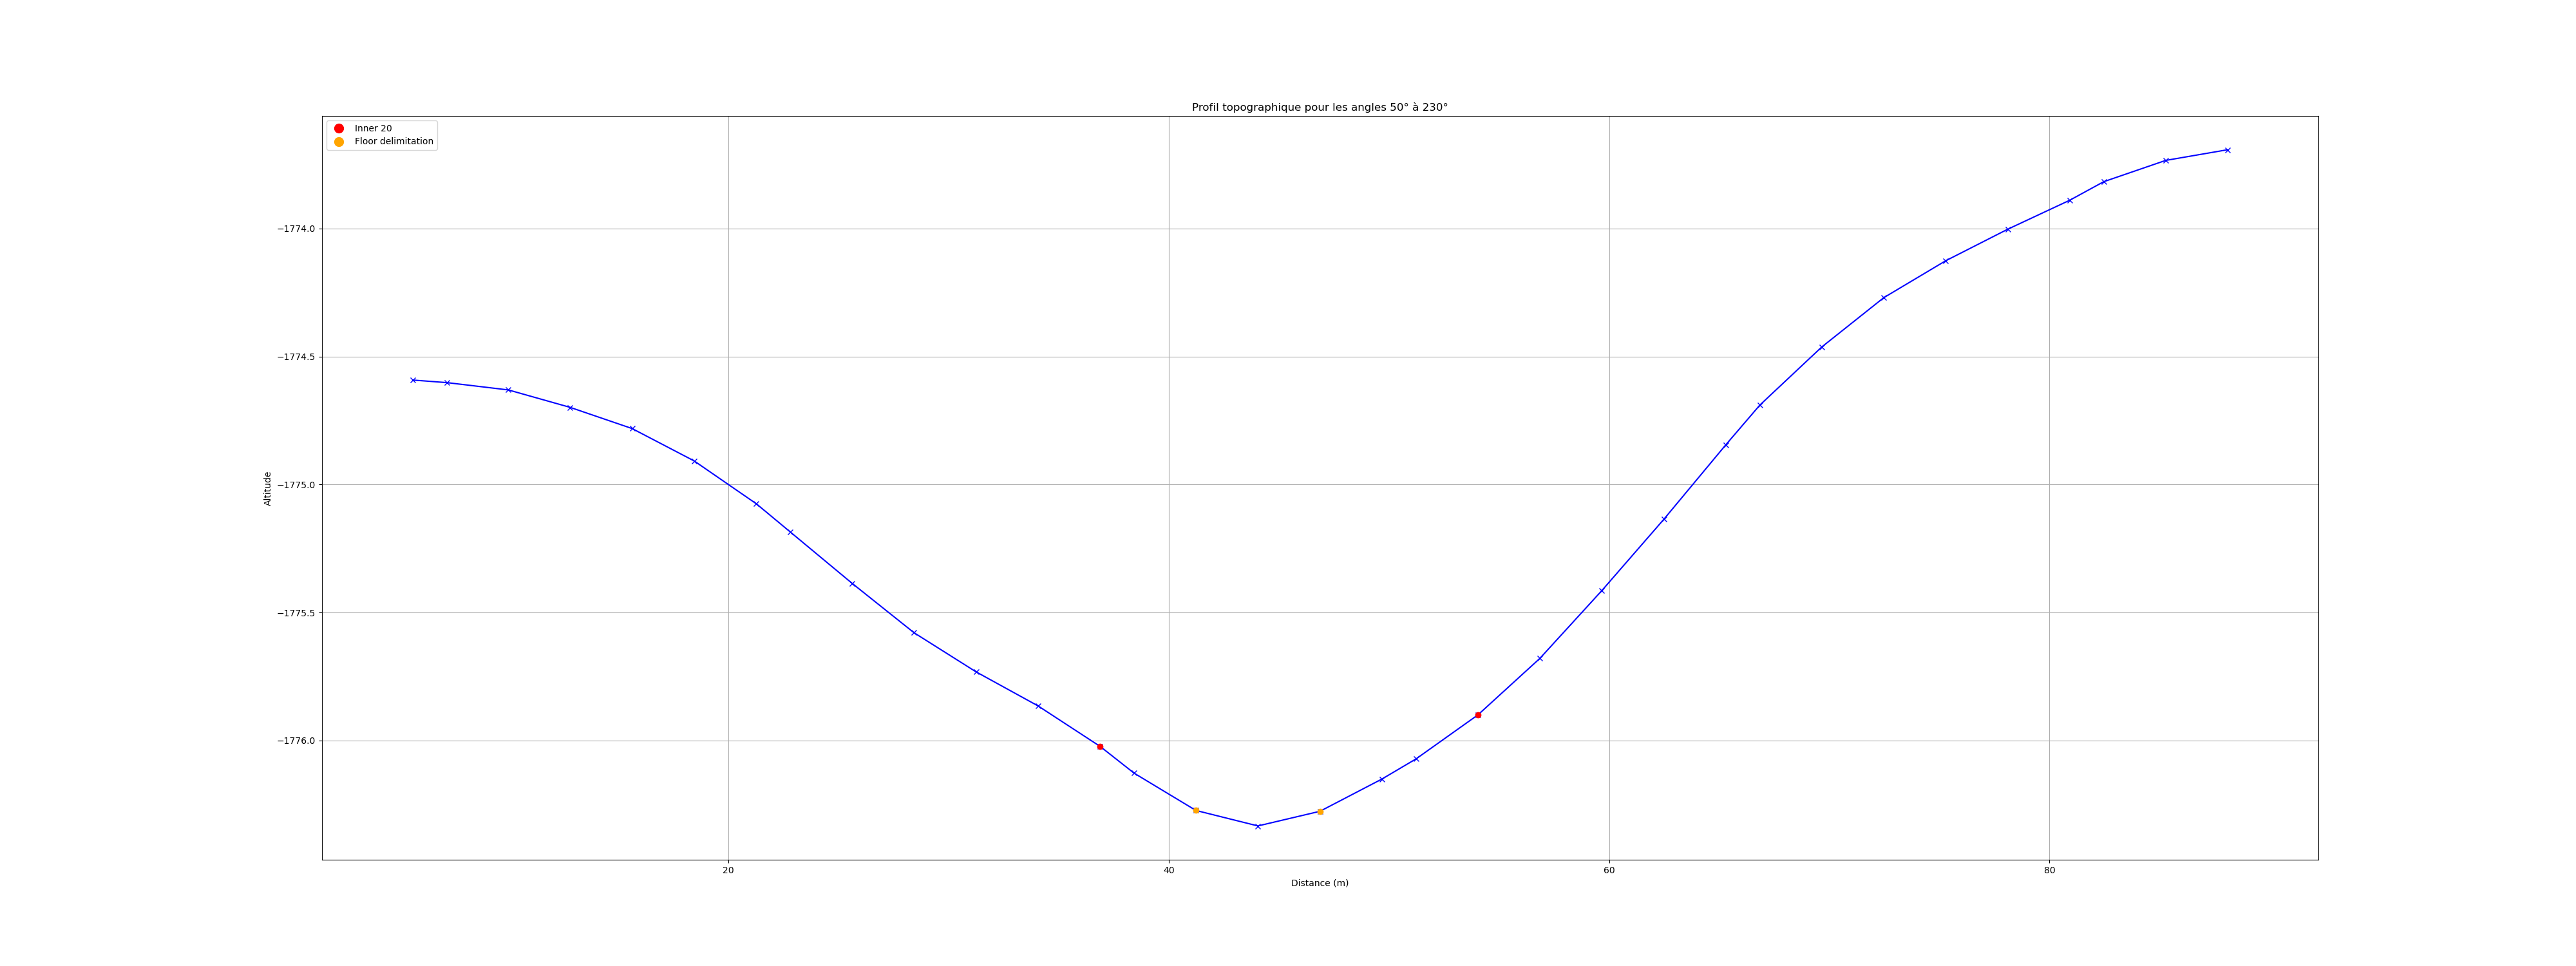 Profil topographique pour les angles 50° à 230°
Inner 20
Floor delimitation
−1774.0
−1774.5
−1775.0
−1775.5
−1776.0
Altitude
20
40
60
80
Distance (m)